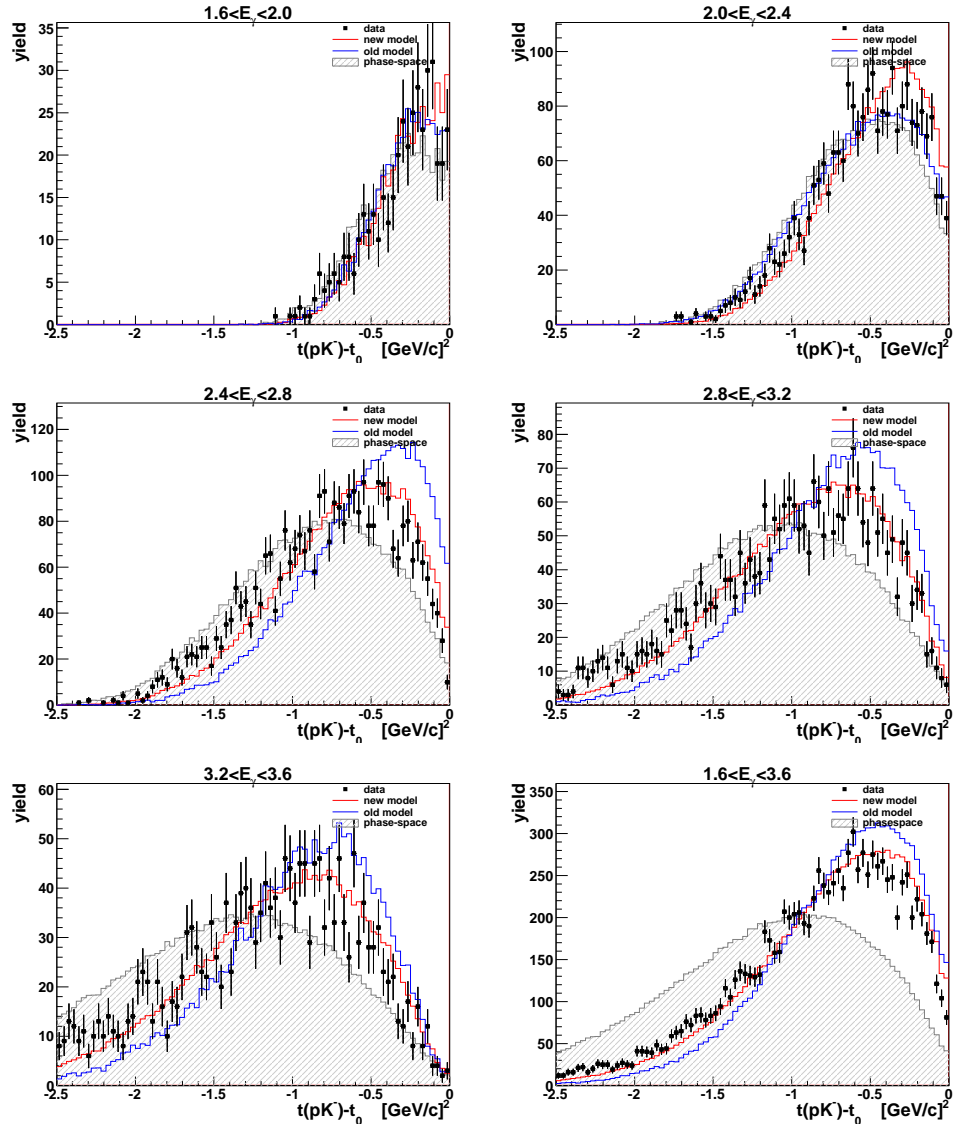 1.6<E_γ<2.0
yield
35
30
25
20
15
10
5
0
data
new model
old model
phase-space
-2.5 -2 -1.5 -1 -0.5 0
t(pK⁻)-t₀ [GeV/c]²
2.0<E_γ<2.4
yield
100
80
60
40
20
0
data
new model
old model
phase-space
-2.5 -2 -1.5 -1 -0.5 0
t(pK⁻)-t₀ [GeV/c]²
2.4<E_γ<2.8
yield
120
100
80
60
40
20
0
data
new model
old model
phase-space
-2.5 -2 -1.5 -1 -0.5 0
t(pK⁻)-t₀ [GeV/c]²
2.8<E_γ<3.2
yield
80
70
60
50
40
30
20
10
0
data
new model
old model
phase-space
-2.5 -2 -1.5 -1 -0.5 0
t(pK⁻)-t₀ [GeV/c]²
3.2<E_γ<3.6
yield
60
50
40
30
20
10
0
data
new model
old model
phase-space
-2.5 -2 -1.5 -1 -0.5 0
t(pK⁻)-t₀ [GeV/c]²
1.6<E_γ<3.6
yield
350
300
250
200
150
100
50
0
data
new model
old model
phasespace
-2.5 -2 -1.5 -1 -0.5 0
t(pK⁻)-t₀ [GeV/c]²